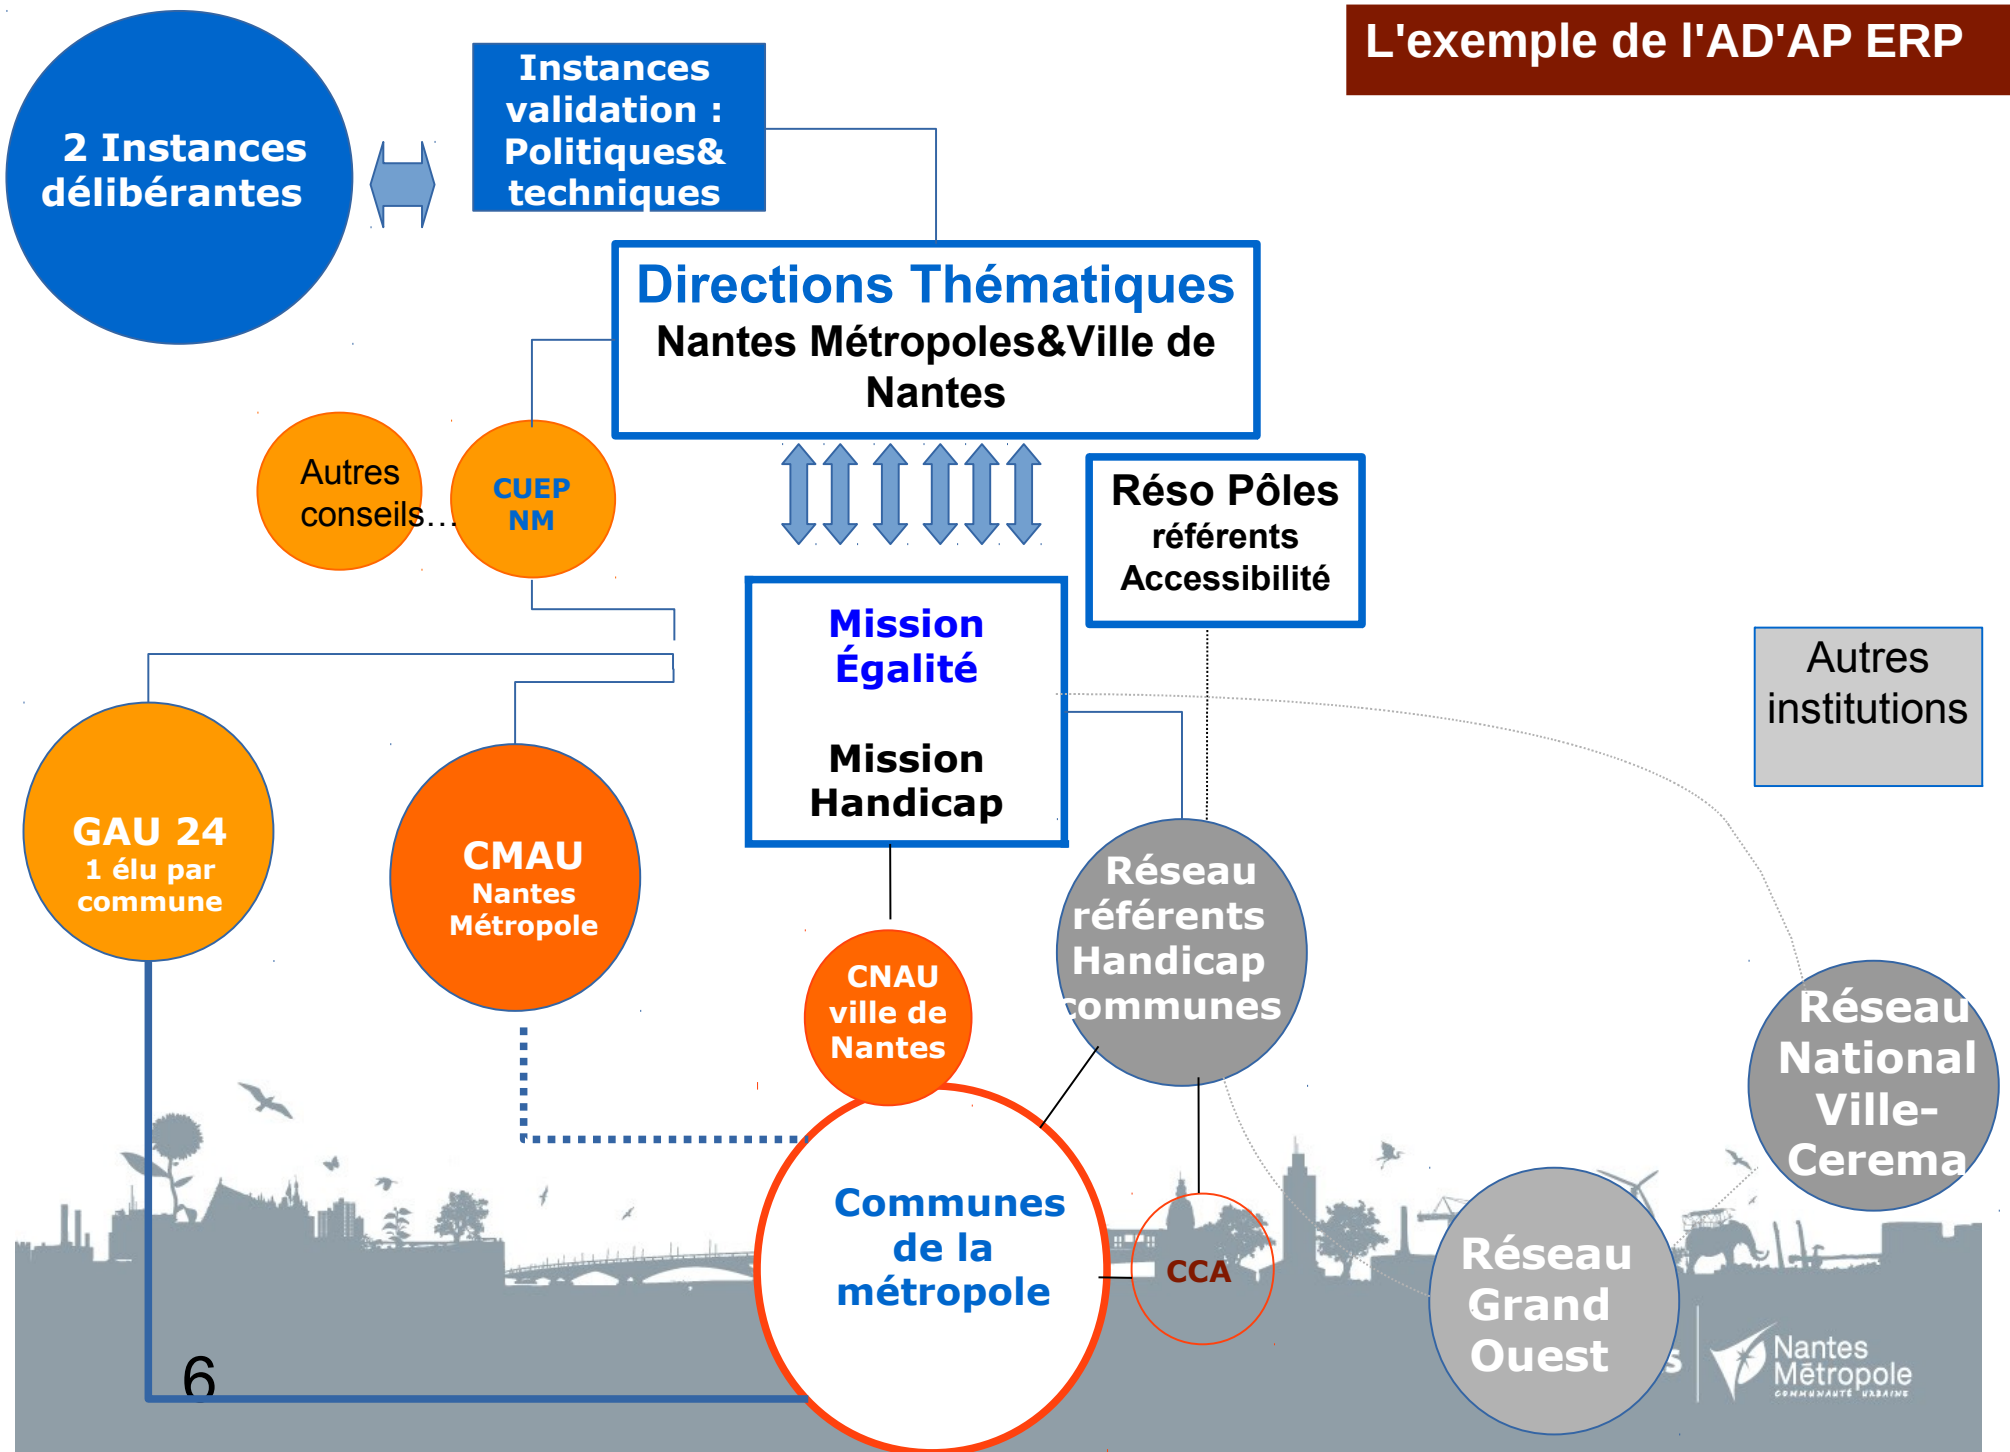 L'exemple de l'AD'AP ERP
2 Instances
délibérantes
Instances
validation :
Politiques&
techniques
Directions Thématiques
Nantes Métropoles&Ville de
Nantes
Autres
conseils…
CUEP
NM
Réso Pôles
référents
Accessibilité
Mission
Égalité
Mission
Handicap
Autres
institutions
GAU 24
1 élu par
commune
CMAU
Nantes
Métropole
CNAU
ville de
Nantes
Réseau
référents
Handicap
communes
Réseau
National
Ville-
Cerema
Communes
de la
métropole
CCA
Réseau
Grand
Ouest
s
Nantes
Métropole
COMMUNAUTÉ URBAINE
6